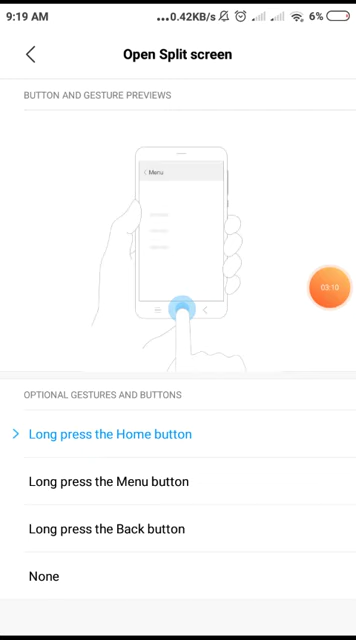 9:19 AM ...0.42KB/s 6%
Open Split screen
BUTTON AND GESTURE PREVIEWS
Menu
03:10
OPTIONAL GESTURES AND BUTTONS
Long press the Home button
Long press the Menu button
Long press the Back button
None